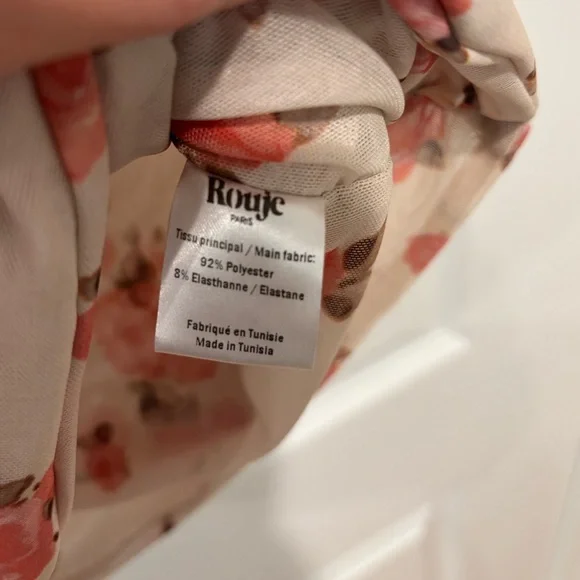 Rouje
PARIS
Tissu principal / Main fabric:
92% Polyester
8% Elasthanne / Elastane
Fabriqué en Tunisie
Made in Tunisia